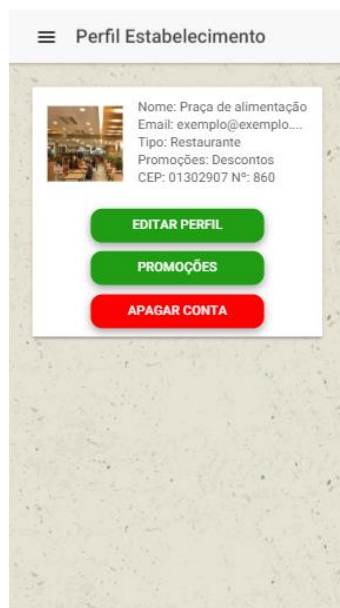 Perfil Estabelecimento
Nome: Praça de alimentação
Email: exemplo@exemplo....
Tipo: Restaurante
Promoções: Descontos
CEP: 01302907 Nº: 860
EDITAR PERFIL
PROMOÇÕES
APAGAR CONTA